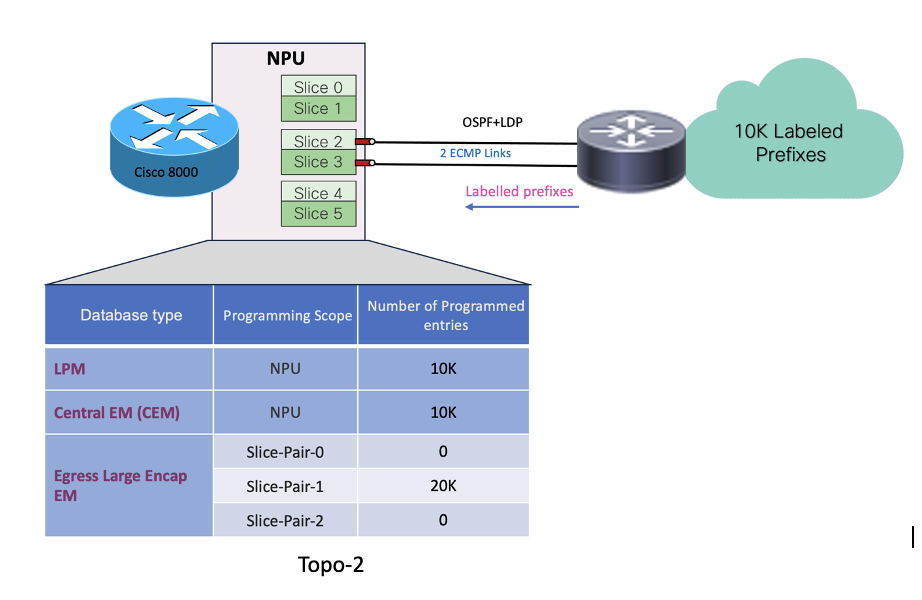 NPU
Slice 0
Slice 1
Slice 2
Slice 3
Slice 4
Slice 5
Cisco 8000
OSPF+LDP
2 ECMP Links
Labelled prefixes
10K Labeled
Prefixes
Database type
Programming Scope
Number of Programmed
entries
LPM
NPU
10K
Central EM (CEM)
NPU
10K
Egress Large Encap
EM
Slice-Pair-0
0
Slice-Pair-1
20K
Slice-Pair-2
0
Topo-2